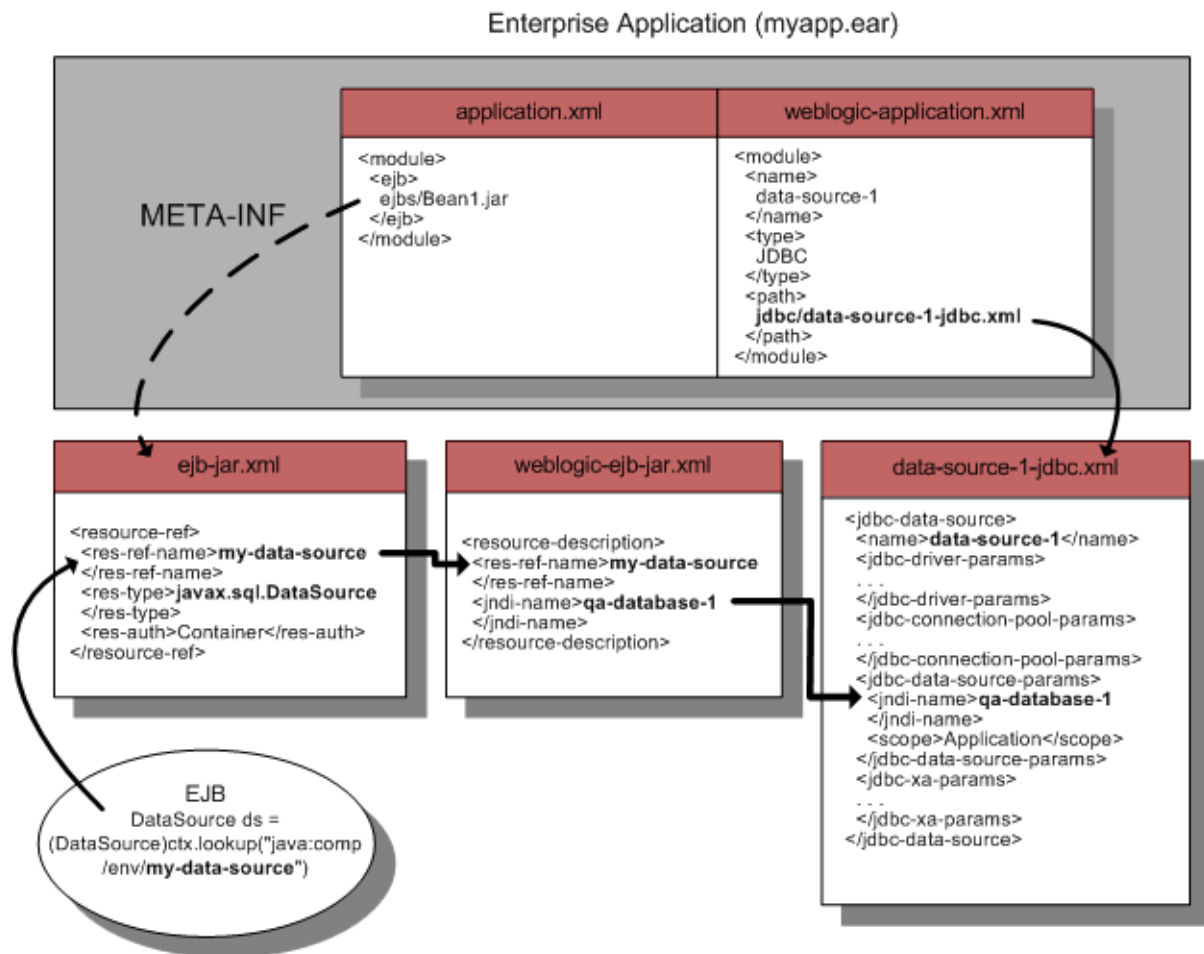 Enterprise Application (myapp.ear)
META-INF
application.xml
<module>
<ejb>
ejbs/Bean1.jar
</ejb>
</module>
weblogic-application.xml
<module>
<name>
data-source-1
</name>
<type>
JDBC
</type>
<path>
jdbc/data-source-1-jdbc.xml
</path>
</module>
ejb-jar.xml
<resource-ref>
<res-ref-name>my-data-source
</res-ref-name>
<res-type>javax.sql.DataSource
</res-type>
<res-auth>Container</res-auth>
</resource-ref>
weblogic-ejb-jar.xml
<resource-description>
<res-ref-name>my-data-source
</res-ref-name>
<jndi-name>qa-database-1
</jndi-name>
</resource-description>
data-source-1-jdbc.xml
<jdbc-data-source>
<name>data-source-1</name>
<jdbc-driver-params>
. . .
</jdbc-driver-params>
<jdbc-connection-pool-params>
. . .
</jdbc-connection-pool-params>
<jdbc-data-source-params>
<jndi-name>qa-database-1
</jndi-name>
<scope>Application</scope>
</jdbc-data-source-params>
<jdbc-xa-params>
. . .
</jdbc-xa-params>
</jdbc-data-source>
EJB
DataSource ds =
(DataSource)ctx.lookup("java:comp
/env/my-data-source")